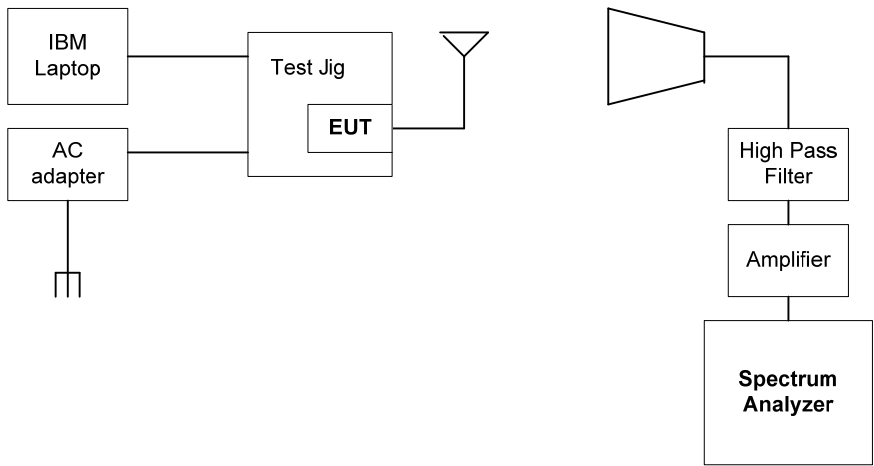 IBM
Laptop
Test Jig
EUT
AC
adapter
High Pass
Filter
Amplifier
Spectrum
Analyzer